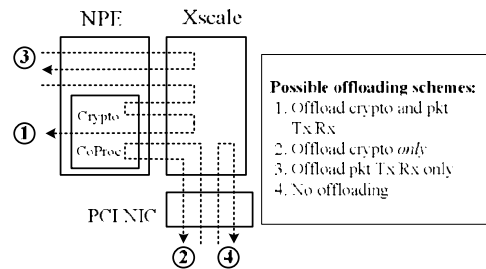 NPE Xscale
3
Crypto
1
CoProc
PCI NIC
2 4
Possible offloading schemes:
1. Offload crypto and pkt
Tx Rx
2. Offload crypto only
3. Offload pkt Tx Rx only
4. No offloading